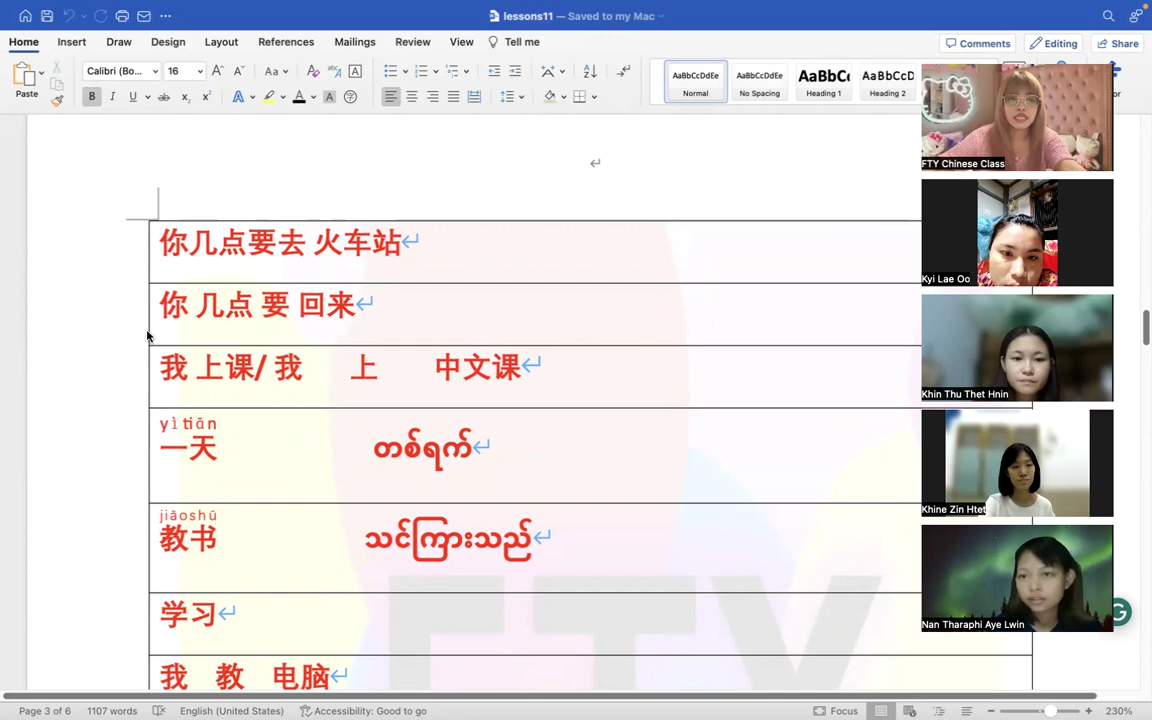 lessons11 — Saved to my Mac
Home Insert Draw Design Layout References Mailings Review View Tell me Comments Editing Share
Paste Calibri (Bo... 16 AaBbCcDdEe Normal AaBbCcDdEe No Spacing AaBbCc Heading 1 AaBbCcD Heading 2
你几点要去 火车站
你 几点 要 回来
我 上课/ 我 上 中文课
yì tiān
一天 တစ်ရက်
jiāoshū
教书 သင်ကြားသည်
学习
我 教 电脑
FTY
FTY Chinese Class
Kyi Lae Oo
Khin Thu Thet Hnin
Khine Zin Htet
Nan Tharaphi Aye Lwin
Page 3 of 6 1107 words English (United States) Accessibility: Good to go Focus 230%